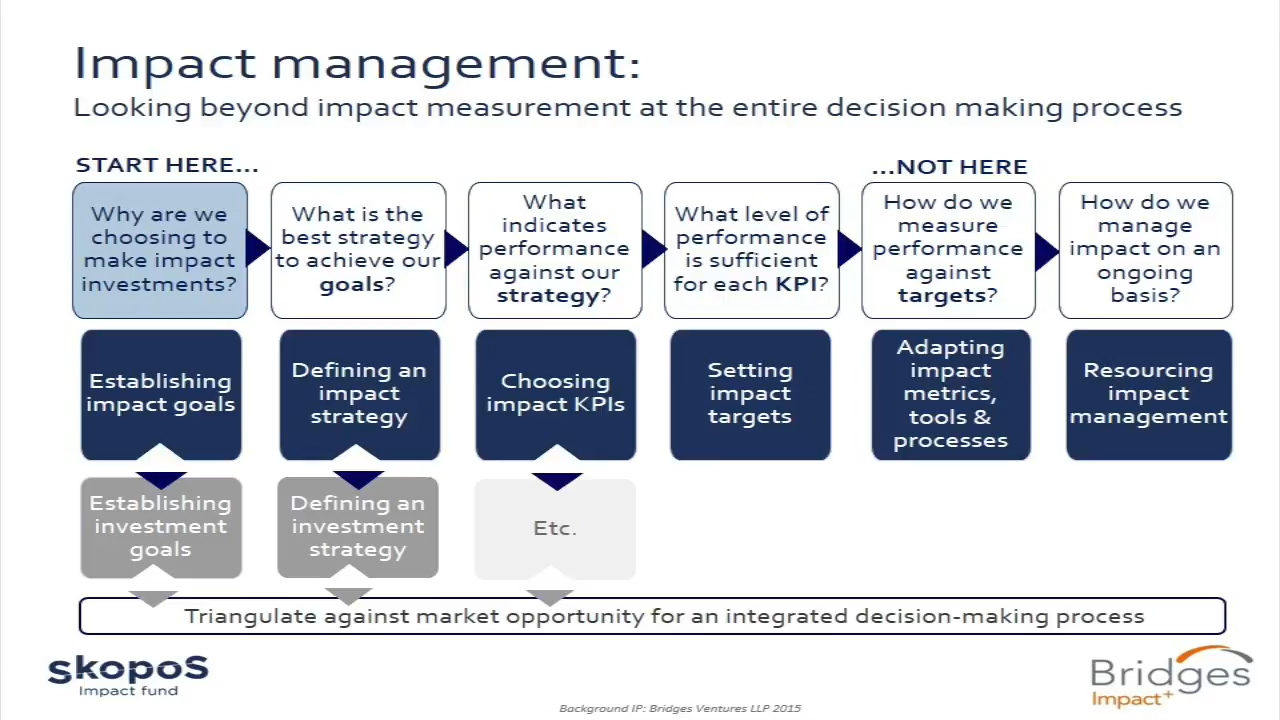 Impact management:
Looking beyond impact measurement at the entire decision making process
START HERE...
...NOT HERE
Why are we
choosing to
make impact
investments?
What is the
best strategy
to achieve our
goals?
What
indicates
performance
against our
strategy?
What level of
performance
is sufficient
for each KPI?
How do we
measure
performance
against
targets?
How do we
manage
impact on an
ongoing
basis?
Establishing
impact goals
Defining an
impact
strategy
Choosing
impact KPIs
Setting
impact
targets
Adapting
impact
metrics,
tools &
processes
Resourcing
impact
management
Establishing
investment
goals
Defining an
investment
strategy
Etc.
Triangulate against market opportunity for an integrated decision-making process
skopos
Impact fund
Bridges
Impact+
Background IP: Bridges Ventures LLP 2015